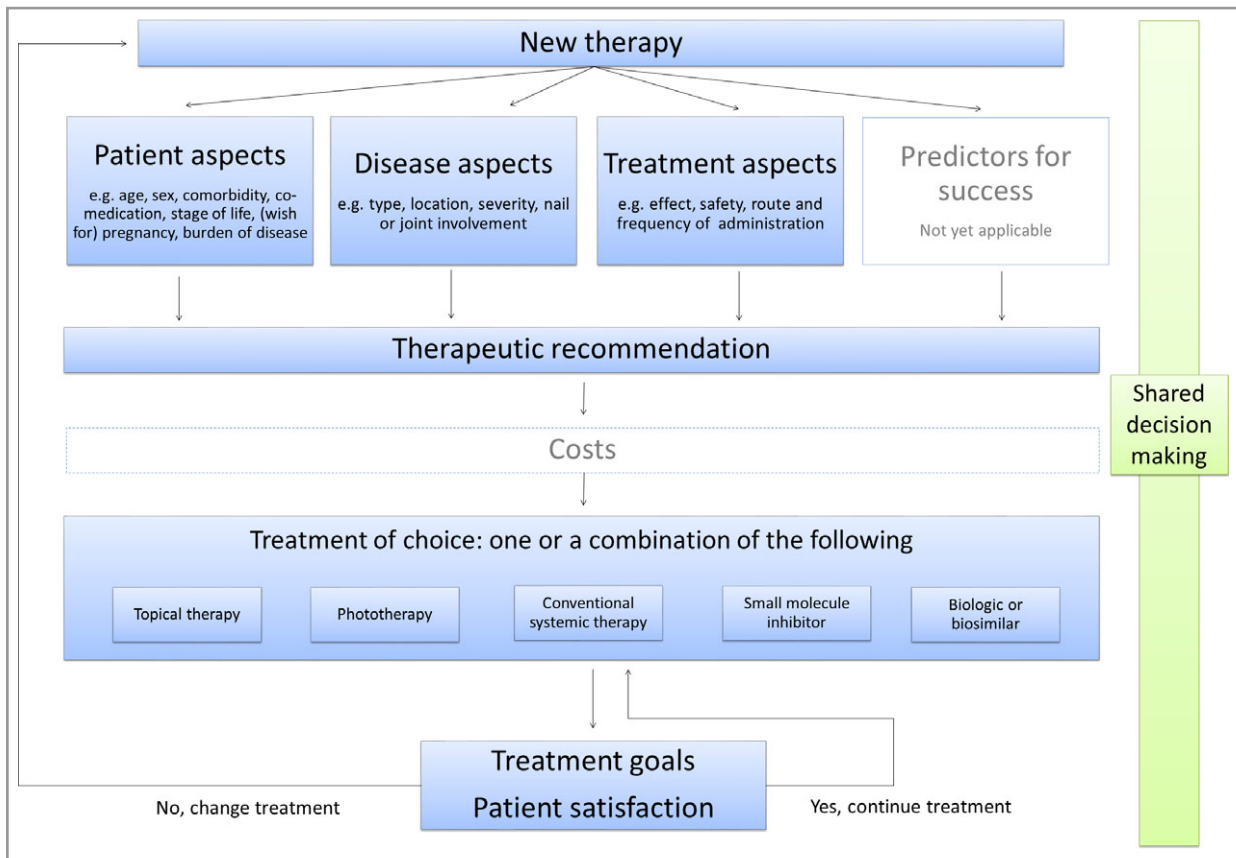 New therapy
Patient aspects
e.g. age, sex, comorbidity, co-
medication, stage of life, (wish
for) pregnancy, burden of disease
Disease aspects
e.g. type, location, severity, nail
or joint involvement
Treatment aspects
e.g. effect, safety, route and
frequency of administration
Predictors for
success
Not yet applicable
Therapeutic recommendation
Shared
decision
making
Costs
Treatment of choice: one or a combination of the following
Topical therapy
Phototherapy
Conventional
systemic therapy
Small molecule
inhibitor
Biologic or
biosimilar
Treatment goals
Patient satisfaction
No, change treatment
Yes, continue treatment